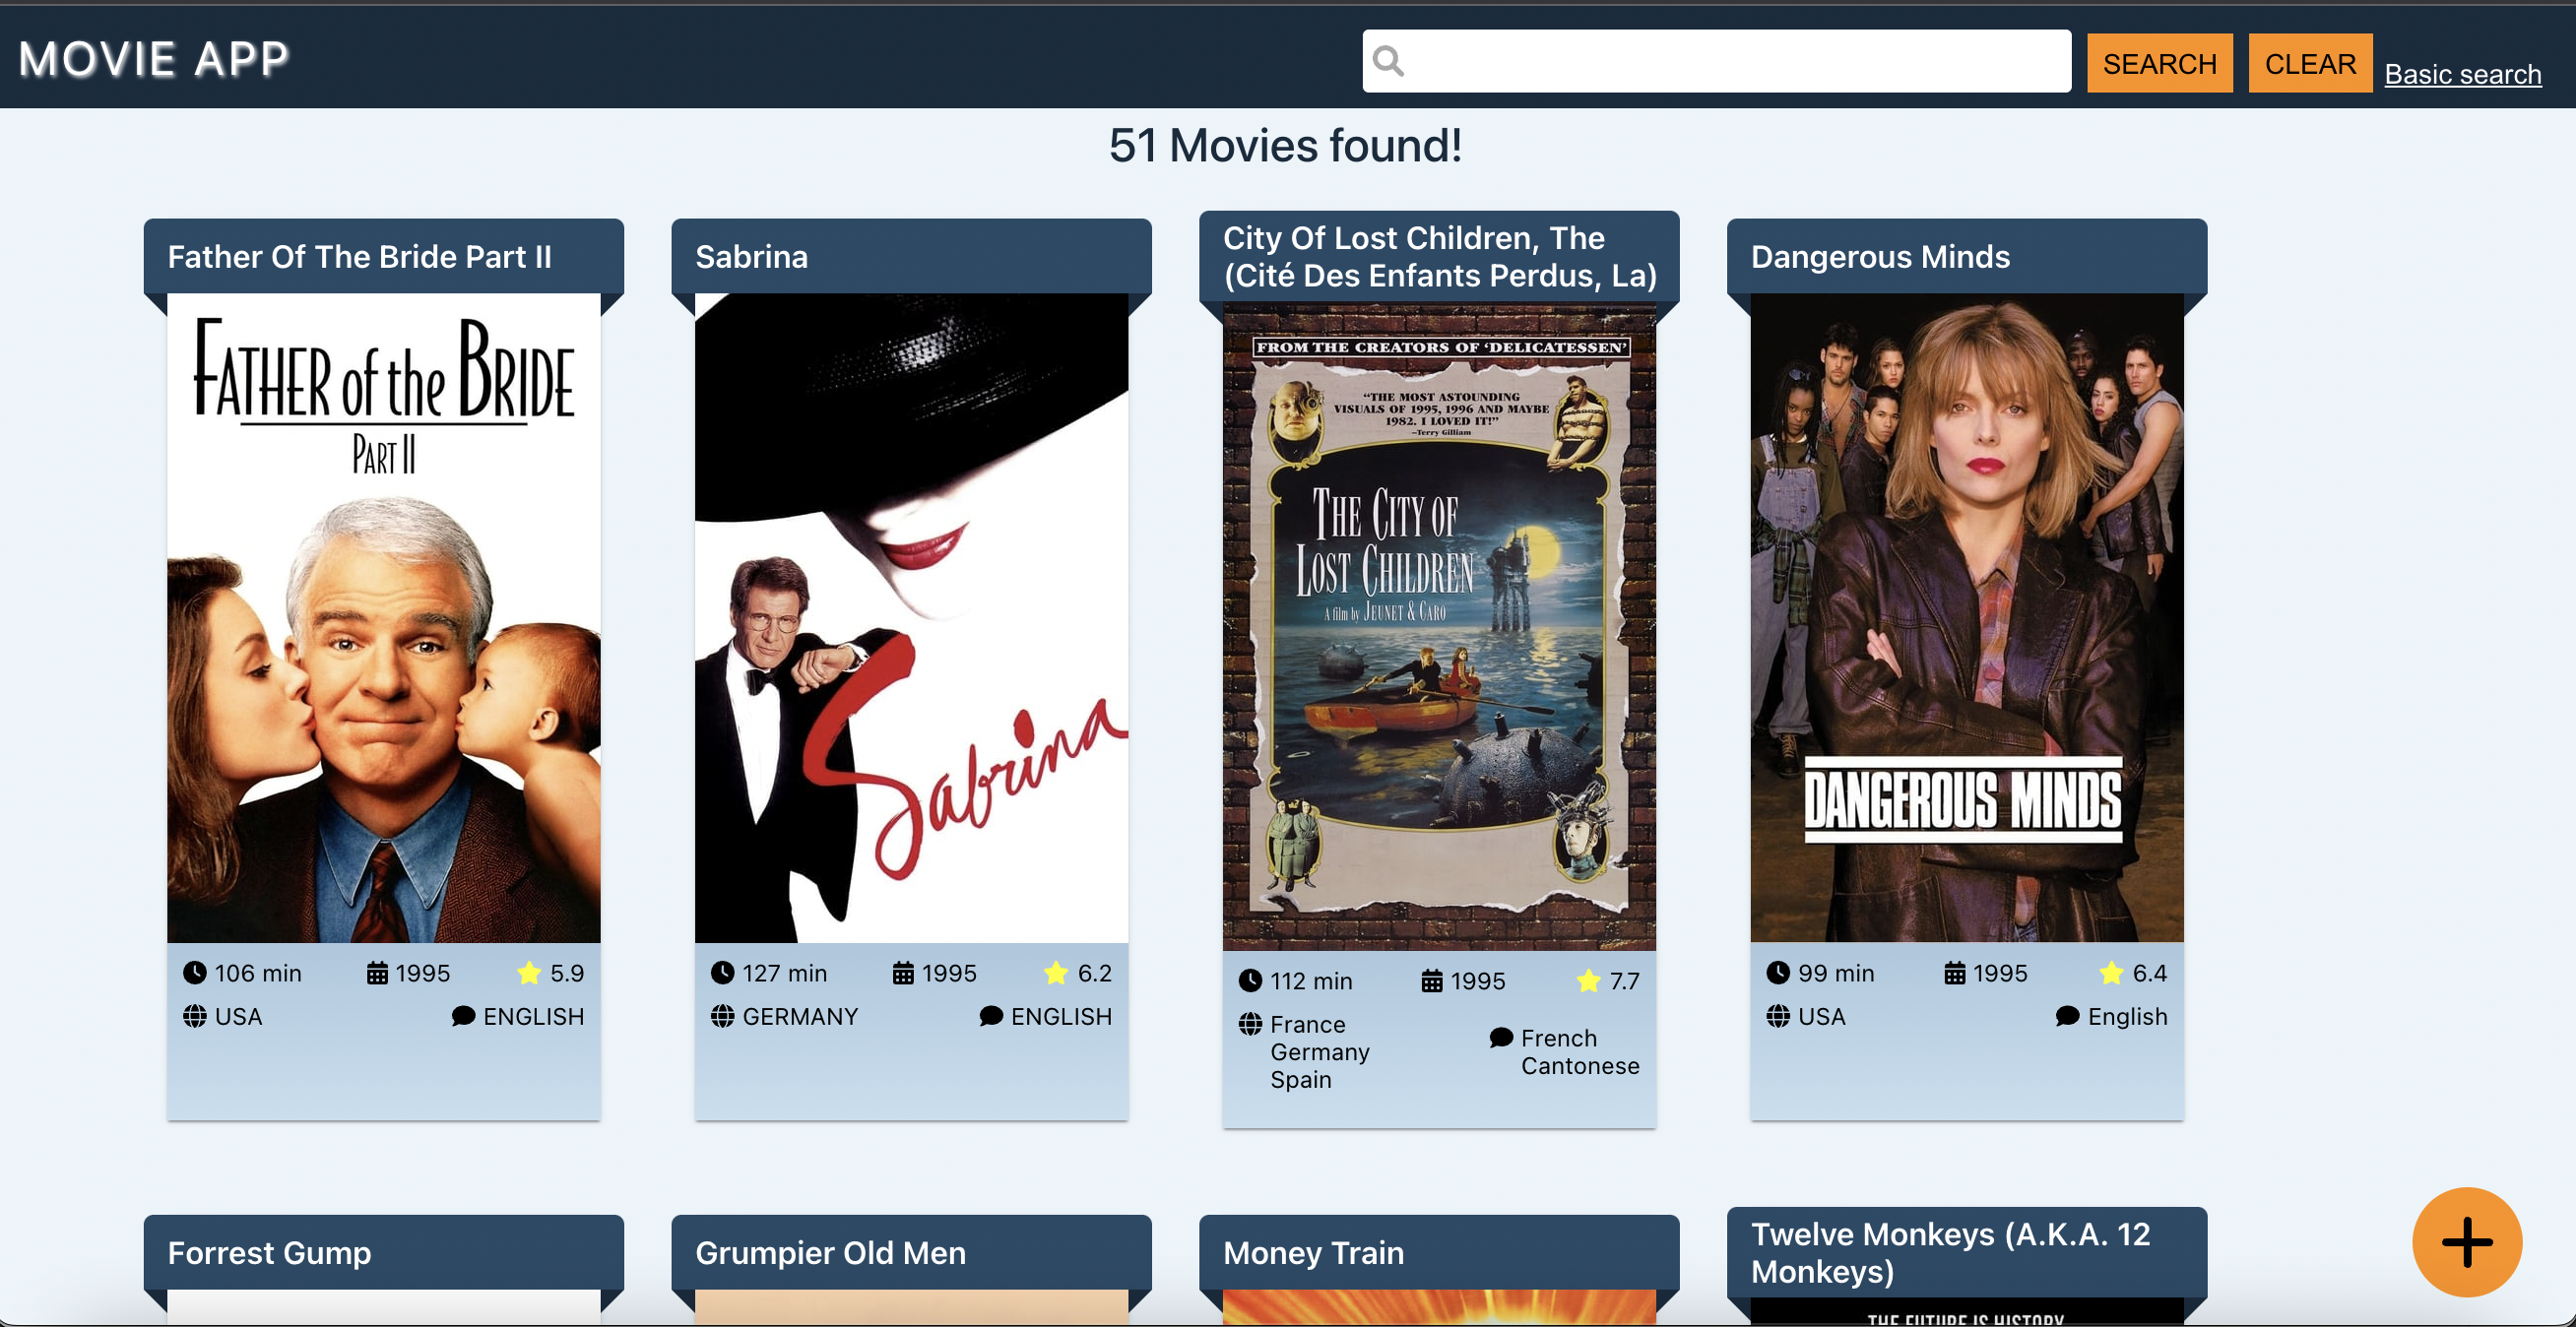 MOVIE APP
SEARCH
CLEAR
Basic search
51 Movies found!
Father Of The Bride Part II
FATHER of the BRIDE
PART II
106 min
1995
5.9
USA
ENGLISH
Sabrina
Sabrina
127 min
1995
6.2
GERMANY
ENGLISH
City Of Lost Children, The
(Cité Des Enfants Perdus, La)
FROM THE CREATORS OF 'DELICATESSEN'
“THE MOST ASTOUNDING
VISUALS OF 1995, 1996 AND MAYBE
1982. I LOVED IT!”
–Terry Gilliam
THE CITY OF
LOST CHILDREN
A film by JEUNET & CARO
112 min
1995
7.7
France
Germany
Spain
French
Cantonese
Dangerous Minds
DANGEROUS MINDS
99 min
1995
6.4
USA
English
Forrest Gump
Grumpier Old Men
Money Train
Twelve Monkeys (A.K.A. 12
Monkeys)
THE FUTURE IS HISTORY